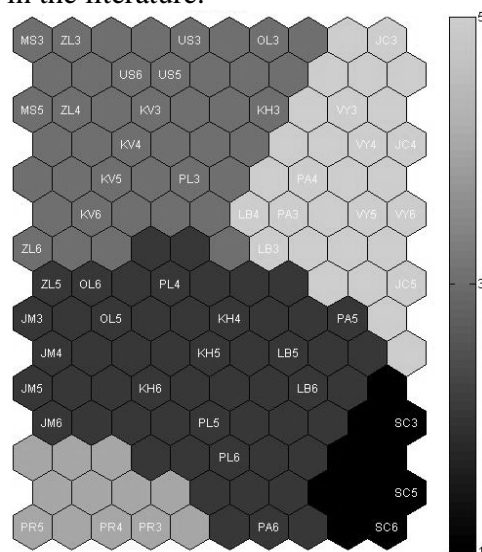 in the literature.
MS3 ZL3 US3 OL3 JC3
US6 US5
MS5 ZL4 KV3 KH3 VY3
KV4 VY4 JC4
KV5 PL3 PA4
KV6 LB4 PA3 VY5 VY6
ZL6 LB3
ZL5 OL6 PL4 JC5
JM3 OL5 KH4 PA5
JM4 KH5 LB5
JM5 KH6 LB6
JM6 PL5 SC3
PL6
SC5
PR5 PR4 PR3 PA6 SC6
5
3
1